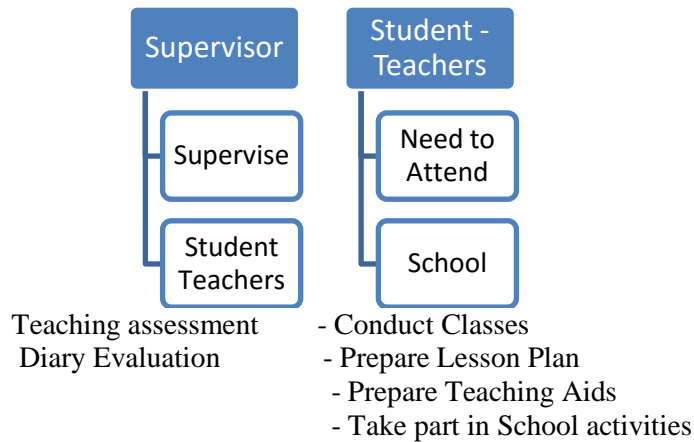 Supervisor
Supervise
Student
Teachers
Student -
Teachers
Need to
Attend
School
Teaching assessment
Diary Evaluation
- Conduct Classes
- Prepare Lesson Plan
- Prepare Teaching Aids
- Take part in School activities